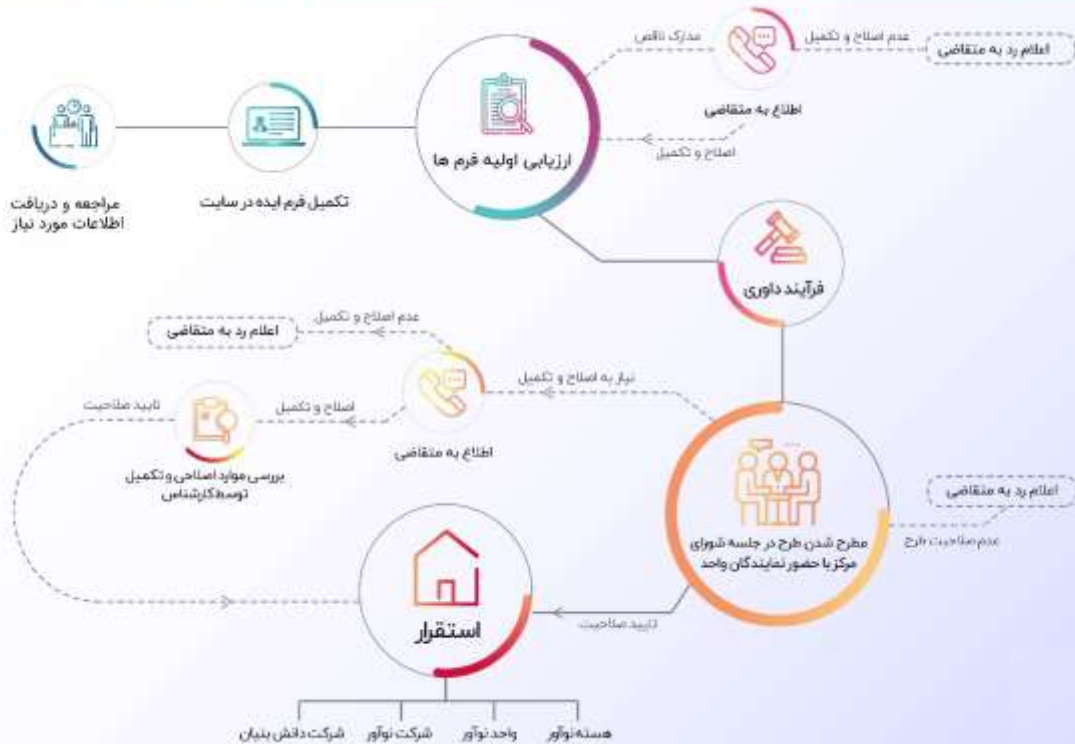 عدم اصلاح و تکمیل
اعلام رد به متقاضی
مدارک ناقص
اطلاع به متقاضی
اصلاح و تکمیل
ارزیابی اولیه فرم ها
تکمیل فرم ایده در سایت
مراجعه و دریافت
اطلاعات مورد نیاز
فرآیند داوری
عدم اصلاح و تکمیل
اعلام رد به متقاضی
نیاز به اصلاح و تکمیل
اطلاع به متقاضی
اصلاح و تکمیل
تایید صلاحیت
بررسی موارد اصلاحی و تکمیل
توسط کارشناس
مطرح شدن طرح در جلسه شورای
مرکز با حضور نمایندگان واحد
اعلام رد به متقاضی
عدم صلاحیت طرح
تایید صلاحیت
استقرار
هسته نوآور
واحد نوآور
شرکت نوآور
شرکت دانش بنیان